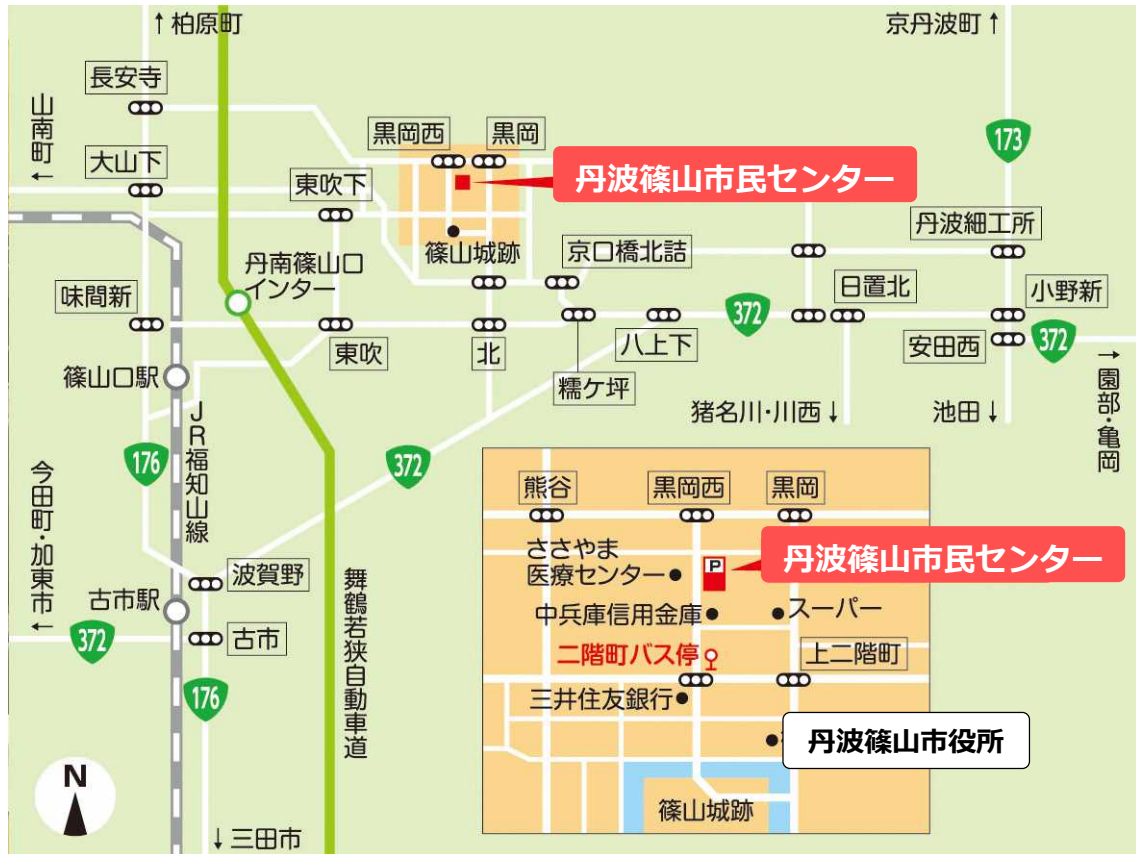 ↑柏原町
京丹波町↑
長安寺
山南町←
黒岡西
黒岡
173
大山下
丹波篠山市民センター
東吹下
篠山城跡
丹波細工所
京口橋北詰
丹南篠山口
インター
日置北
小野新
味間新
372
東吹
北
八上下
安田西
372
篠山口駅
糯ケ坪
→園部・亀岡
猪名川・川西↓
池田↓
JR福知山線
176
372
今田町・加東市←
熊谷
黒岡西
黒岡
ささやま
医療センター
P
丹波篠山市民センター
波賀野
舞鶴若狭自動車道
古市駅
中兵庫信用金庫
スーパー
372
古市
二階町バス停
上二階町
176
三井住友銀行
丹波篠山市役所
N
篠山城跡
↓三田市